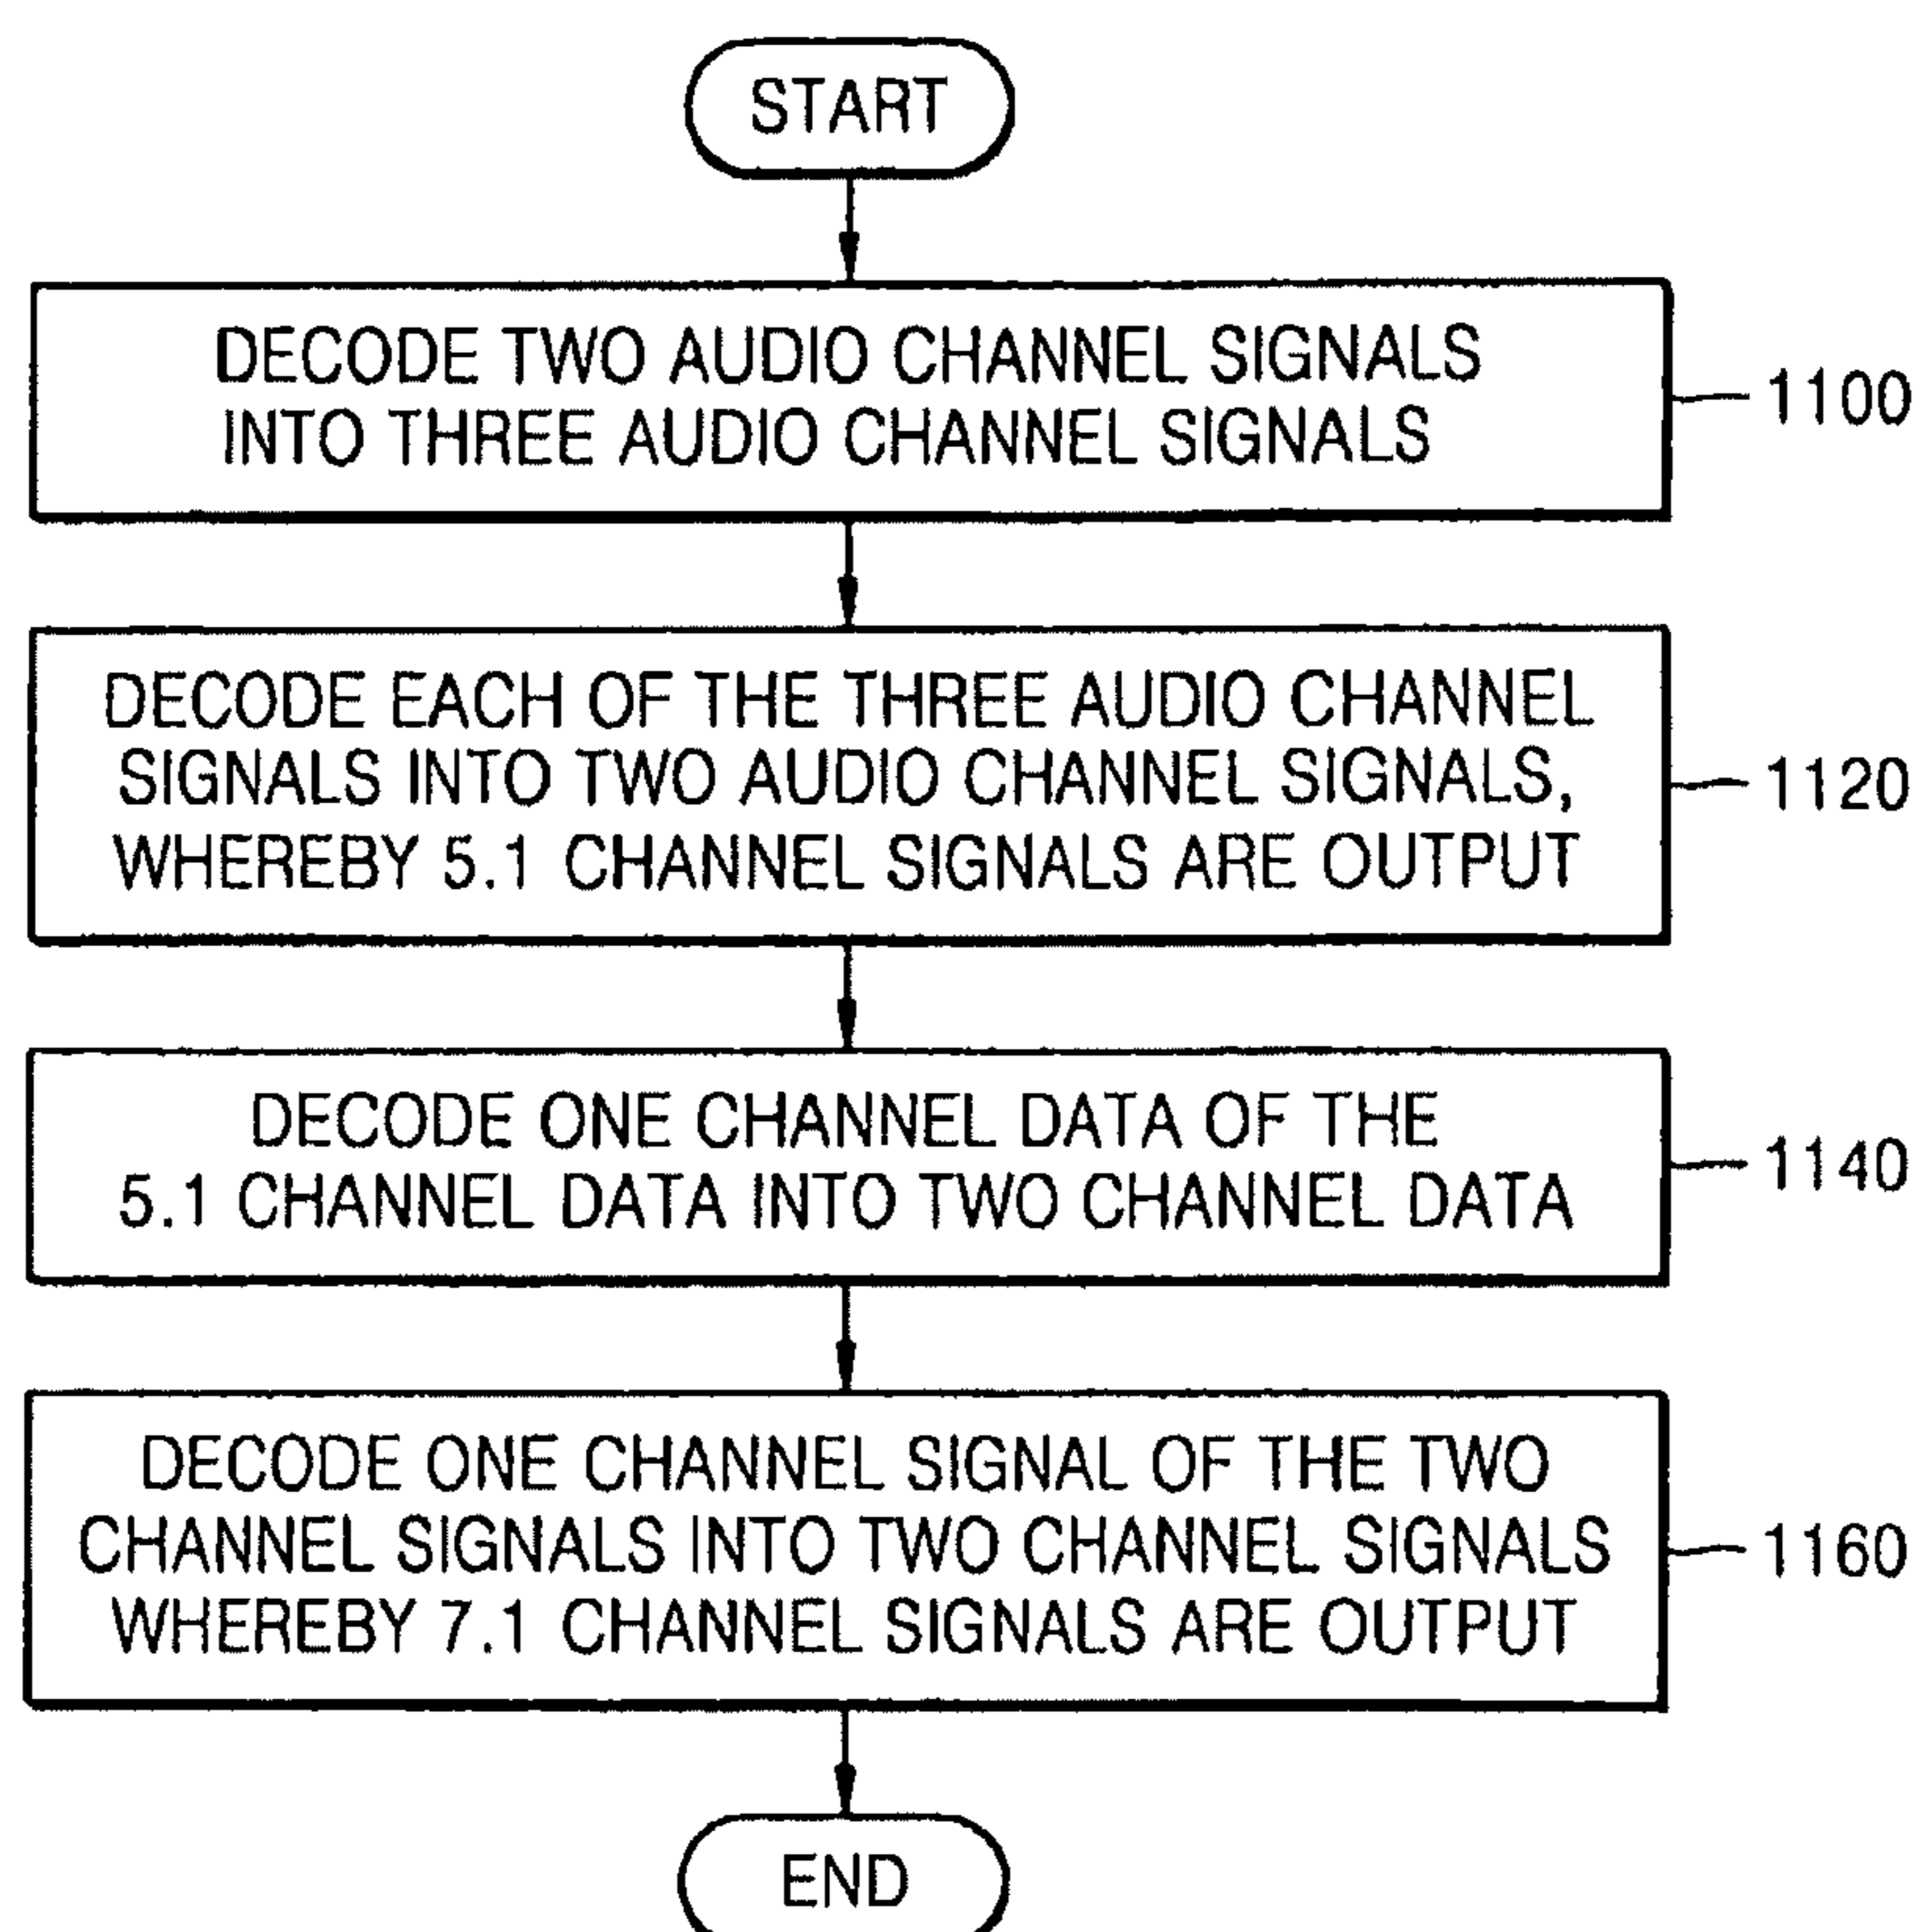 START
DECODE TWO AUDIO CHANNEL SIGNALS
INTO THREE AUDIO CHANNEL SIGNALS
1100
DECODE EACH OF THE THREE AUDIO CHANNEL
SIGNALS INTO TWO AUDIO CHANNEL SIGNALS,
WHEREBY 5.1 CHANNEL SIGNALS ARE OUTPUT
1120
DECODE ONE CHANNEL DATA OF THE
5.1 CHANNEL DATA INTO TWO CHANNEL DATA
1140
DECODE ONE CHANNEL SIGNAL OF THE TWO
CHANNEL SIGNALS INTO TWO CHANNEL SIGNALS
WHEREBY 7.1 CHANNEL SIGNALS ARE OUTPUT
1160
END